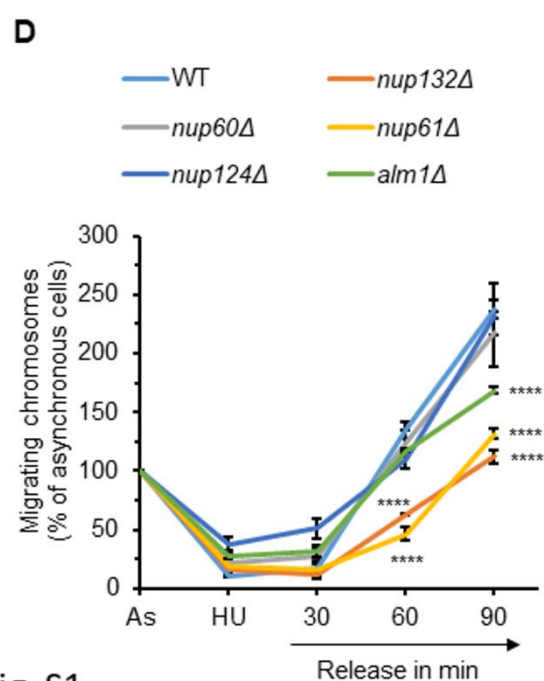 D
WT
nup132Δ
nup60Δ
nup61Δ
nup124Δ
alm1Δ
Migrating chromosomes
(% of asynchronous cells)
300
250
200
150
100
50
0
****
****
****
****
****
As HU 30 60 90
Release in min
S1